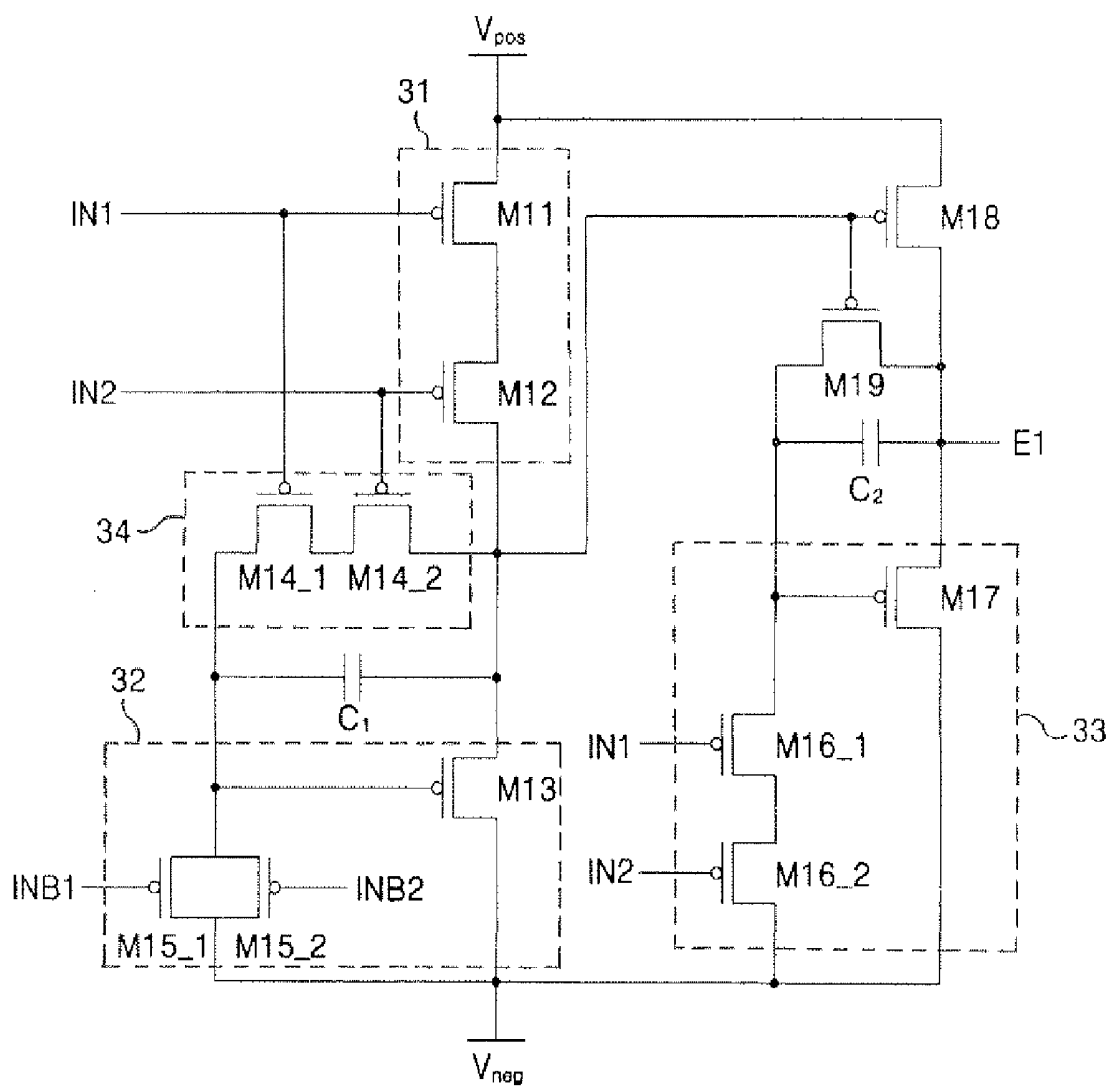 Vpos
31
IN1
M11
M18
IN2
M12
M19
E1
C2
34
M14_1
M14_2
M17
32
C1
IN1
M16_1
33
M13
IN2
M16_2
INB1
INB2
M15_1
M15_2
Vneg